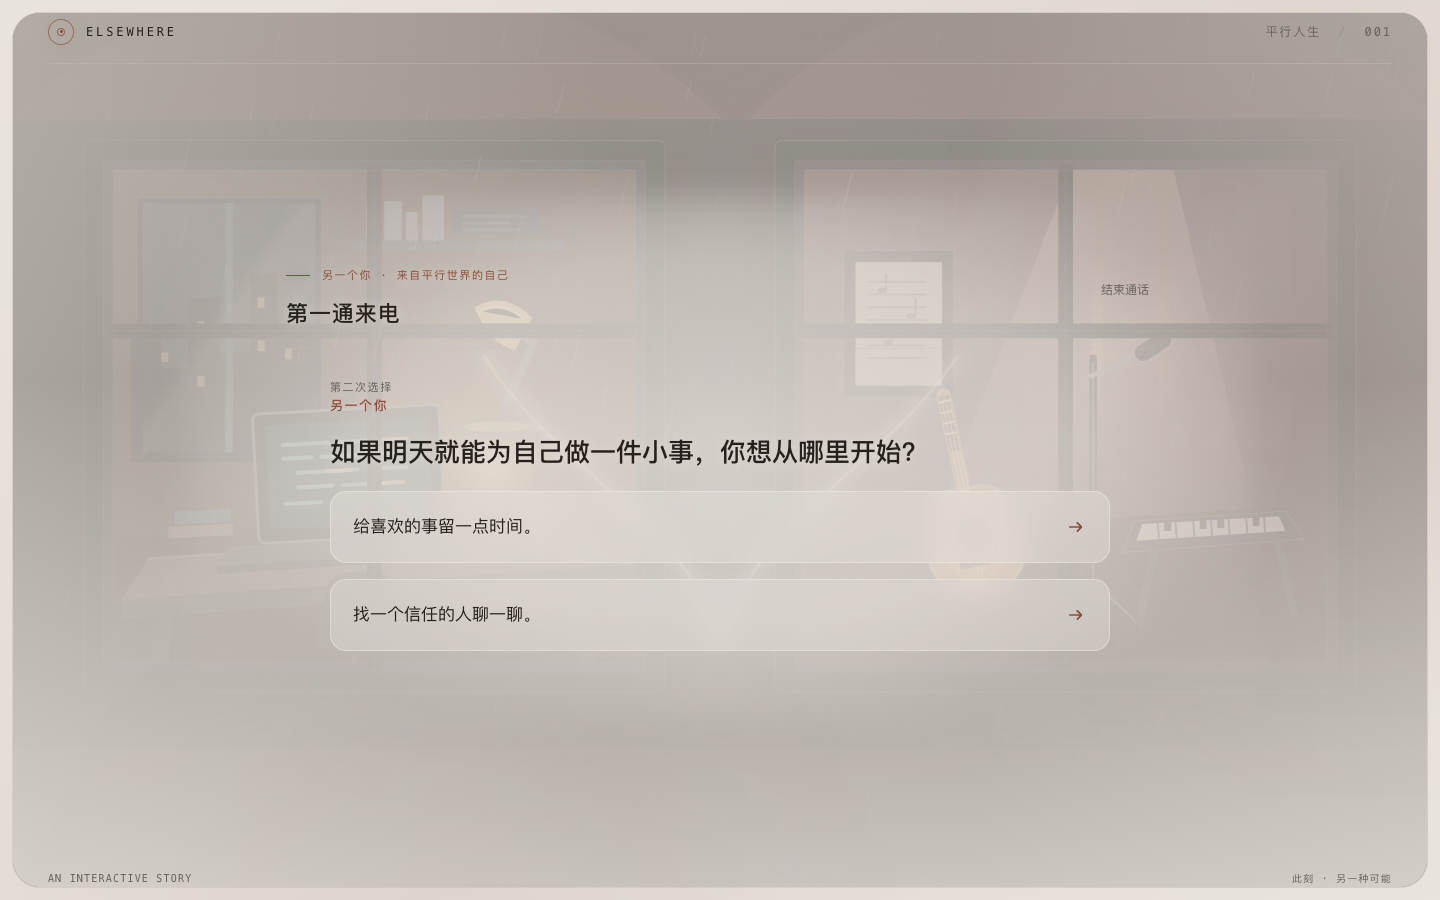 ELSEWHERE
平行人生 / 001
—— 另一个你 · 来自平行世界的自己
第一通来电
结束通话
第二次选择
另一个你
如果明天就能为自己做一件小事，你想从哪里开始？
给喜欢的事留一点时间。 →
找一个信任的人聊一聊。 →
AN INTERACTIVE STORY
此刻 · 另一种可能